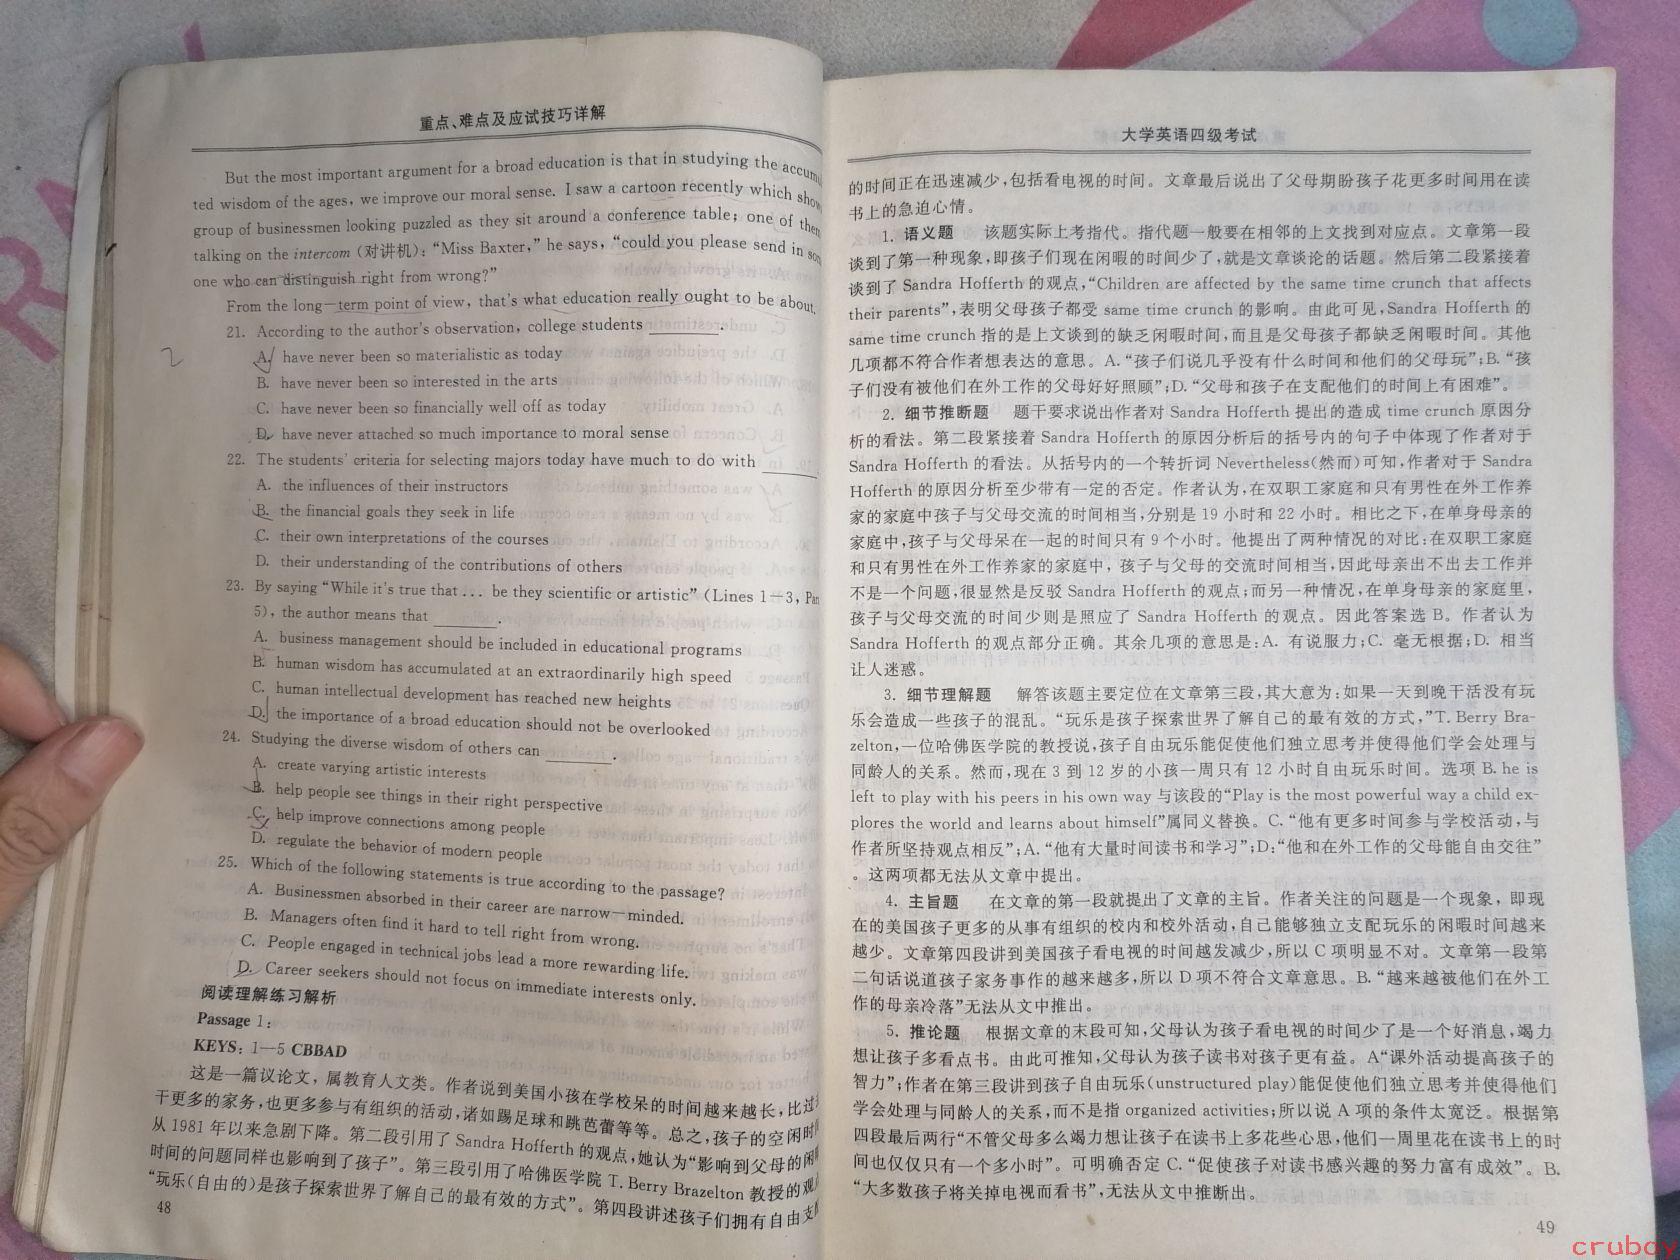 重点、难点及应试技巧详解
But the most important argument for a broad education is that in studying the accumu
ted wisdom of the ages, we improve our moral sense. I saw a cartoon recently which show
group of businessmen looking puzzled as they sit around a conference table; one of them
talking on the intercom (对讲机): "Miss Baxter," he says, "could you please send in som
one who can distinguish right from wrong?"
From the long—term point of view, that's what education really ought to be about.
21. According to the author's observation, college students ______.
A. have never been so materialistic as today
B. have never been so interested in the arts
C. have never been so financially well off as today
D. have never attached so much importance to moral sense
22. The students' criteria for selecting majors today have much to do with ______.
A. the influences of their instructors
B. the financial goals they seek in life
C. their own interpretations of the courses
D. their understanding of the contributions of others
23. By saying "While it's true that... be they scientific or artistic" (Lines 1—3, Par
5), the author means that ______.
A. business management should be included in educational programs
B. human wisdom has accumulated at an extraordinarily high speed
C. human intellectual development has reached new heights
D. the importance of a broad education should not be overlooked
24. Studying the diverse wisdom of others can ______.
A. create varying artistic interests
B. help people see things in their right perspective
C. help improve connections among people
D. regulate the behavior of modern people
25. Which of the following statements is true according to the passage?
A. Businessmen absorbed in their career are narrow—minded.
B. Managers often find it hard to tell right from wrong.
C. People engaged in technical jobs lead a more rewarding life.
D. Career seekers should not focus on immediate interests only.
阅读理解练习解析
Passage 1:
KEYS: 1—5 CBBAD
这是一篇议论文，属教育人文类。作者说到美国小孩在学校呆的时间越来越长，比过
干更多的家务，也更多参与有组织的活动，诸如踢足球和跳芭蕾等等。总之，孩子的空闲时
从 1981 年以来急剧下降。第二段引用了 Sandra Hofferth 的观点，她认为“影响到父母的闲
时间的问题同样也影响到了孩子”。第三段引用了哈佛医学院 T. Berry Brazelton 教授的观
“玩乐(自由的)是孩子探索世界了解自己的最有效的方式”。第四段讲述孩子们拥有自由支
48
大学英语四级考试
的时间正在迅速减少，包括看电视的时间。文章最后说出了父母期盼孩子花更多时间用在读
书上的急迫心情。
1. 语义题 该题实际上考指代。指代题一般要在相邻的上文找到对应点。文章第一段
谈到了第一种现象，即孩子们现在闲暇的时间少了，就是文章谈论的话题。然后第二段紧接着
谈到了 Sandra Hofferth 的观点，“Children are affected by the same time crunch that affects
their parents”，表明父母孩子都受 same time crunch 的影响。由此可见，Sandra Hofferth 的
same time crunch 指的是上文谈到的缺乏闲暇时间，而且是父母孩子都缺乏闲暇时间。其他
几项都不符合作者想表达的意思。A.“孩子们说几乎没有什么时间和他们的父母玩”；B.“孩
子们没有被他们在外工作的父母好好照顾”；D.“父母和孩子在支配他们的时间上有困难”。
2. 细节推断题 题干要求说出作者对 Sandra Hofferth 提出的造成 time crunch 原因分
析的看法。第二段紧接着 Sandra Hofferth 的原因分析后的括号内的句子中体现了作者对于
Sandra Hofferth 的看法。从括号内的一个转折词 Nevertheless(然而)可知，作者对于 Sandra
Hofferth 的原因分析至少带有一定的否定。作者认为，在双职工家庭和只有男性在外工作养
家的家庭中孩子与父母交流的时间相当，分别是 19 小时和 22 小时。相比之下，在单身母亲的
家庭中，孩子与父母呆在一起的时间只有 9 个小时。他提出了两种情况的对比：在双职工家庭
和只有男性在外工作养家的家庭中，孩子与父母的交流时间相当，因此母亲出不出去工作并
不是一个问题，很显然是反驳 Sandra Hofferth 的观点；而另一种情况，在单身母亲的家庭里，
孩子与父母交流的时间少则是照应了 Sandra Hofferth 的观点。因此答案选 B。作者认为
Sandra Hofferth 的观点部分正确。其余几项的意思是：A. 有说服力；C. 毫无根据；D. 相当
让人迷惑。
3. 细节理解题 解答该题主要定位在文章第三段，其大意为：如果一天到晚干活没有玩
乐会造成一些孩子的混乱。“玩乐是孩子探索世界了解自己的最有效的方式，”T. Berry Bra-
zelton，一位哈佛医学院的教授说，孩子自由玩乐能促使他们独立思考并使得他们学会处理与
同龄人的关系。然而，现在 3 到 12 岁的小孩一周只有 12 小时自由玩乐时间。选项 B. he is
left to play with his peers in his own way 与该段的“Play is the most powerful way a child ex-
plores the world and learns about himself”属同义替换。C.“他有更多时间参与学校活动，与
作者所坚持观点相反”；A.“他有大量时间读书和学习”；D：“他和在外工作的父母能自由交往”
。这两项都无法从文章中提出。
4. 主旨题 在文章的第一段就提出了文章的主旨。作者关注的问题是一个现象，即现
在的美国孩子更多的从事有组织的校内和校外活动，自己能够独立支配玩乐的闲暇时间越来
越少。文章第四段讲到美国孩子看电视的时间越发减少，所以 C 项明显不对。文章第一段第
二句话说道孩子家务事作的越来越多，所以 D 项不符合文章意思。B.“越来越被他们在外工
作的母亲冷落”无法从文中推出。
5. 推论题 根据文章的末段可知，父母认为孩子看电视的时间少了是一个好消息，竭力
想让孩子多看点书。由此可推知，父母认为孩子读书对孩子更有益。A“课外活动提高孩子的
智力”；作者在第三段讲到孩子自由玩乐(unstructured play)能促使他们独立思考并使得他们
学会处理与同龄人的关系，而不是指 organized activities；所以说 A 项的条件太宽泛。根据第
四段最后两行“不管父母多么竭力想让孩子在读书上多花些心思，他们一周里花在读书上的时
间也仅仅只有一个多小时”。可明确否定 C.“促使孩子对读书感兴趣的努力富有成效”。B.
“大多数孩子将关掉电视而看书”，无法从文中推断出。
49
cruboy